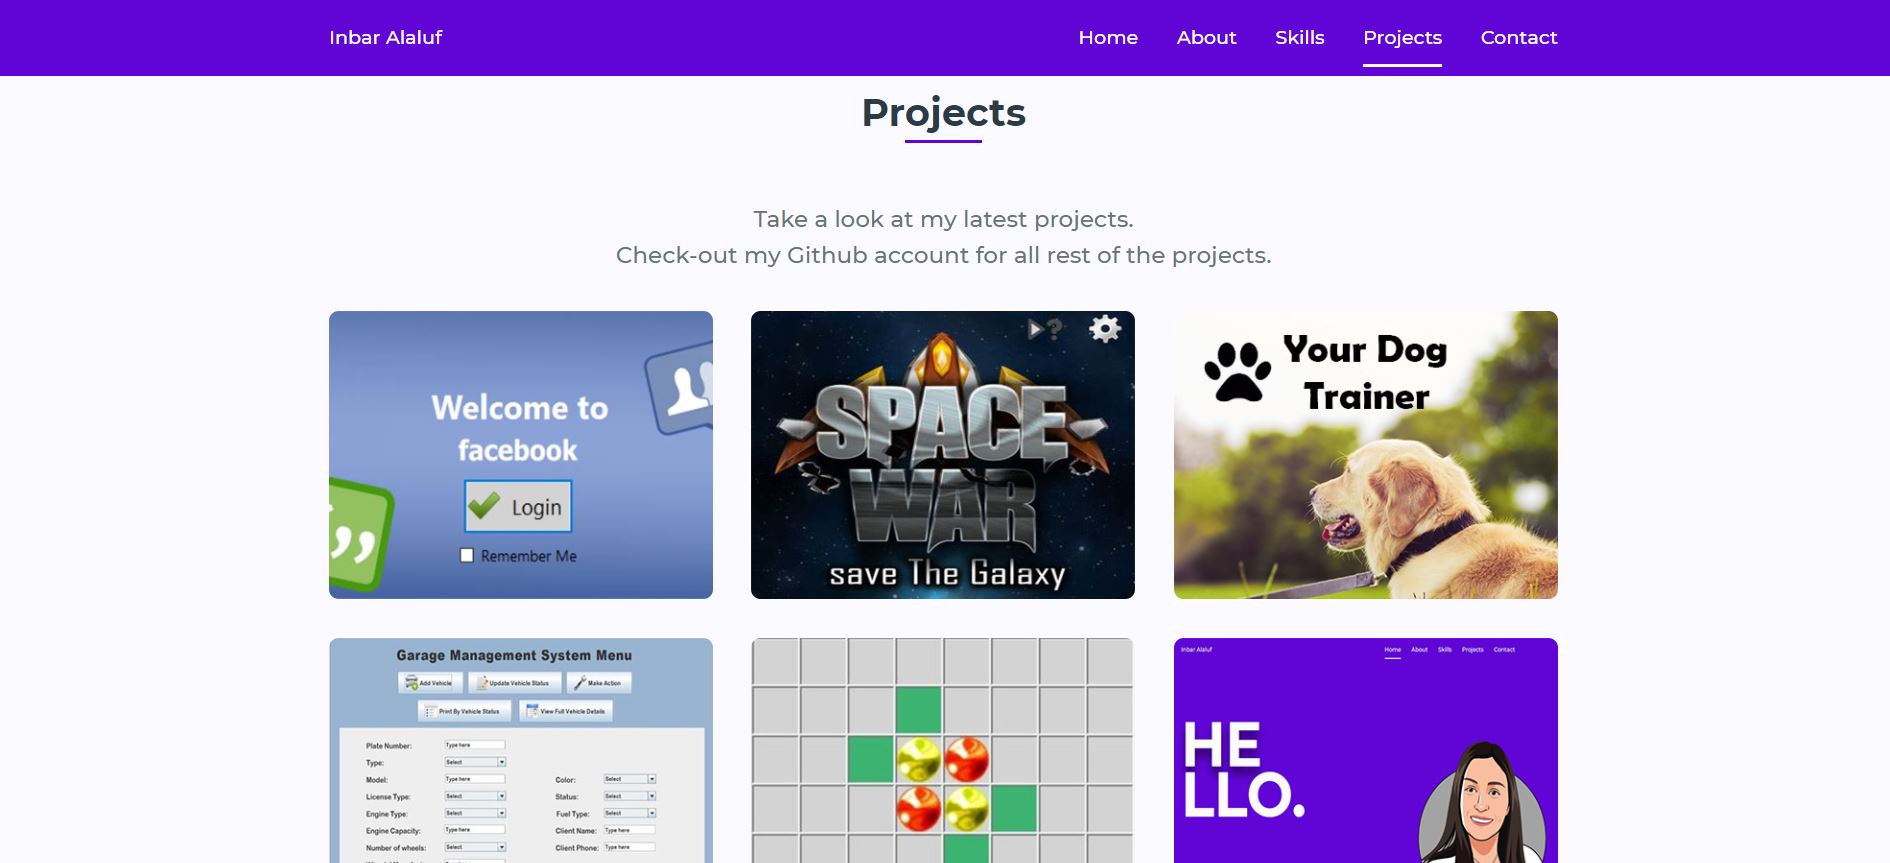 Inbar Alaluf
Home About Skills Projects Contact
Projects
Take a look at my latest projects.
Check-out my Github account for all rest of the projects.
Welcome to
facebook
Login
Remember Me
?
SPACE
WAR
save The Galaxy
Your Dog
Trainer
Garage Management System Menu
Add Vehicle Update Vehicle Status Make Action
Print By Vehicle Status View Full Vehicle Details
Plate Number: Type here
Type: Select
Model: Type here Color: Select
License Type: Select Status: Select
Engine Type: Select Fuel Type: Select
Engine Capacity: Type here Client Name: Type here
Number of wheels: Select Client Phone: Type here
Inbar Alaluf Home About Skills Projects Contact
HE
LLO.